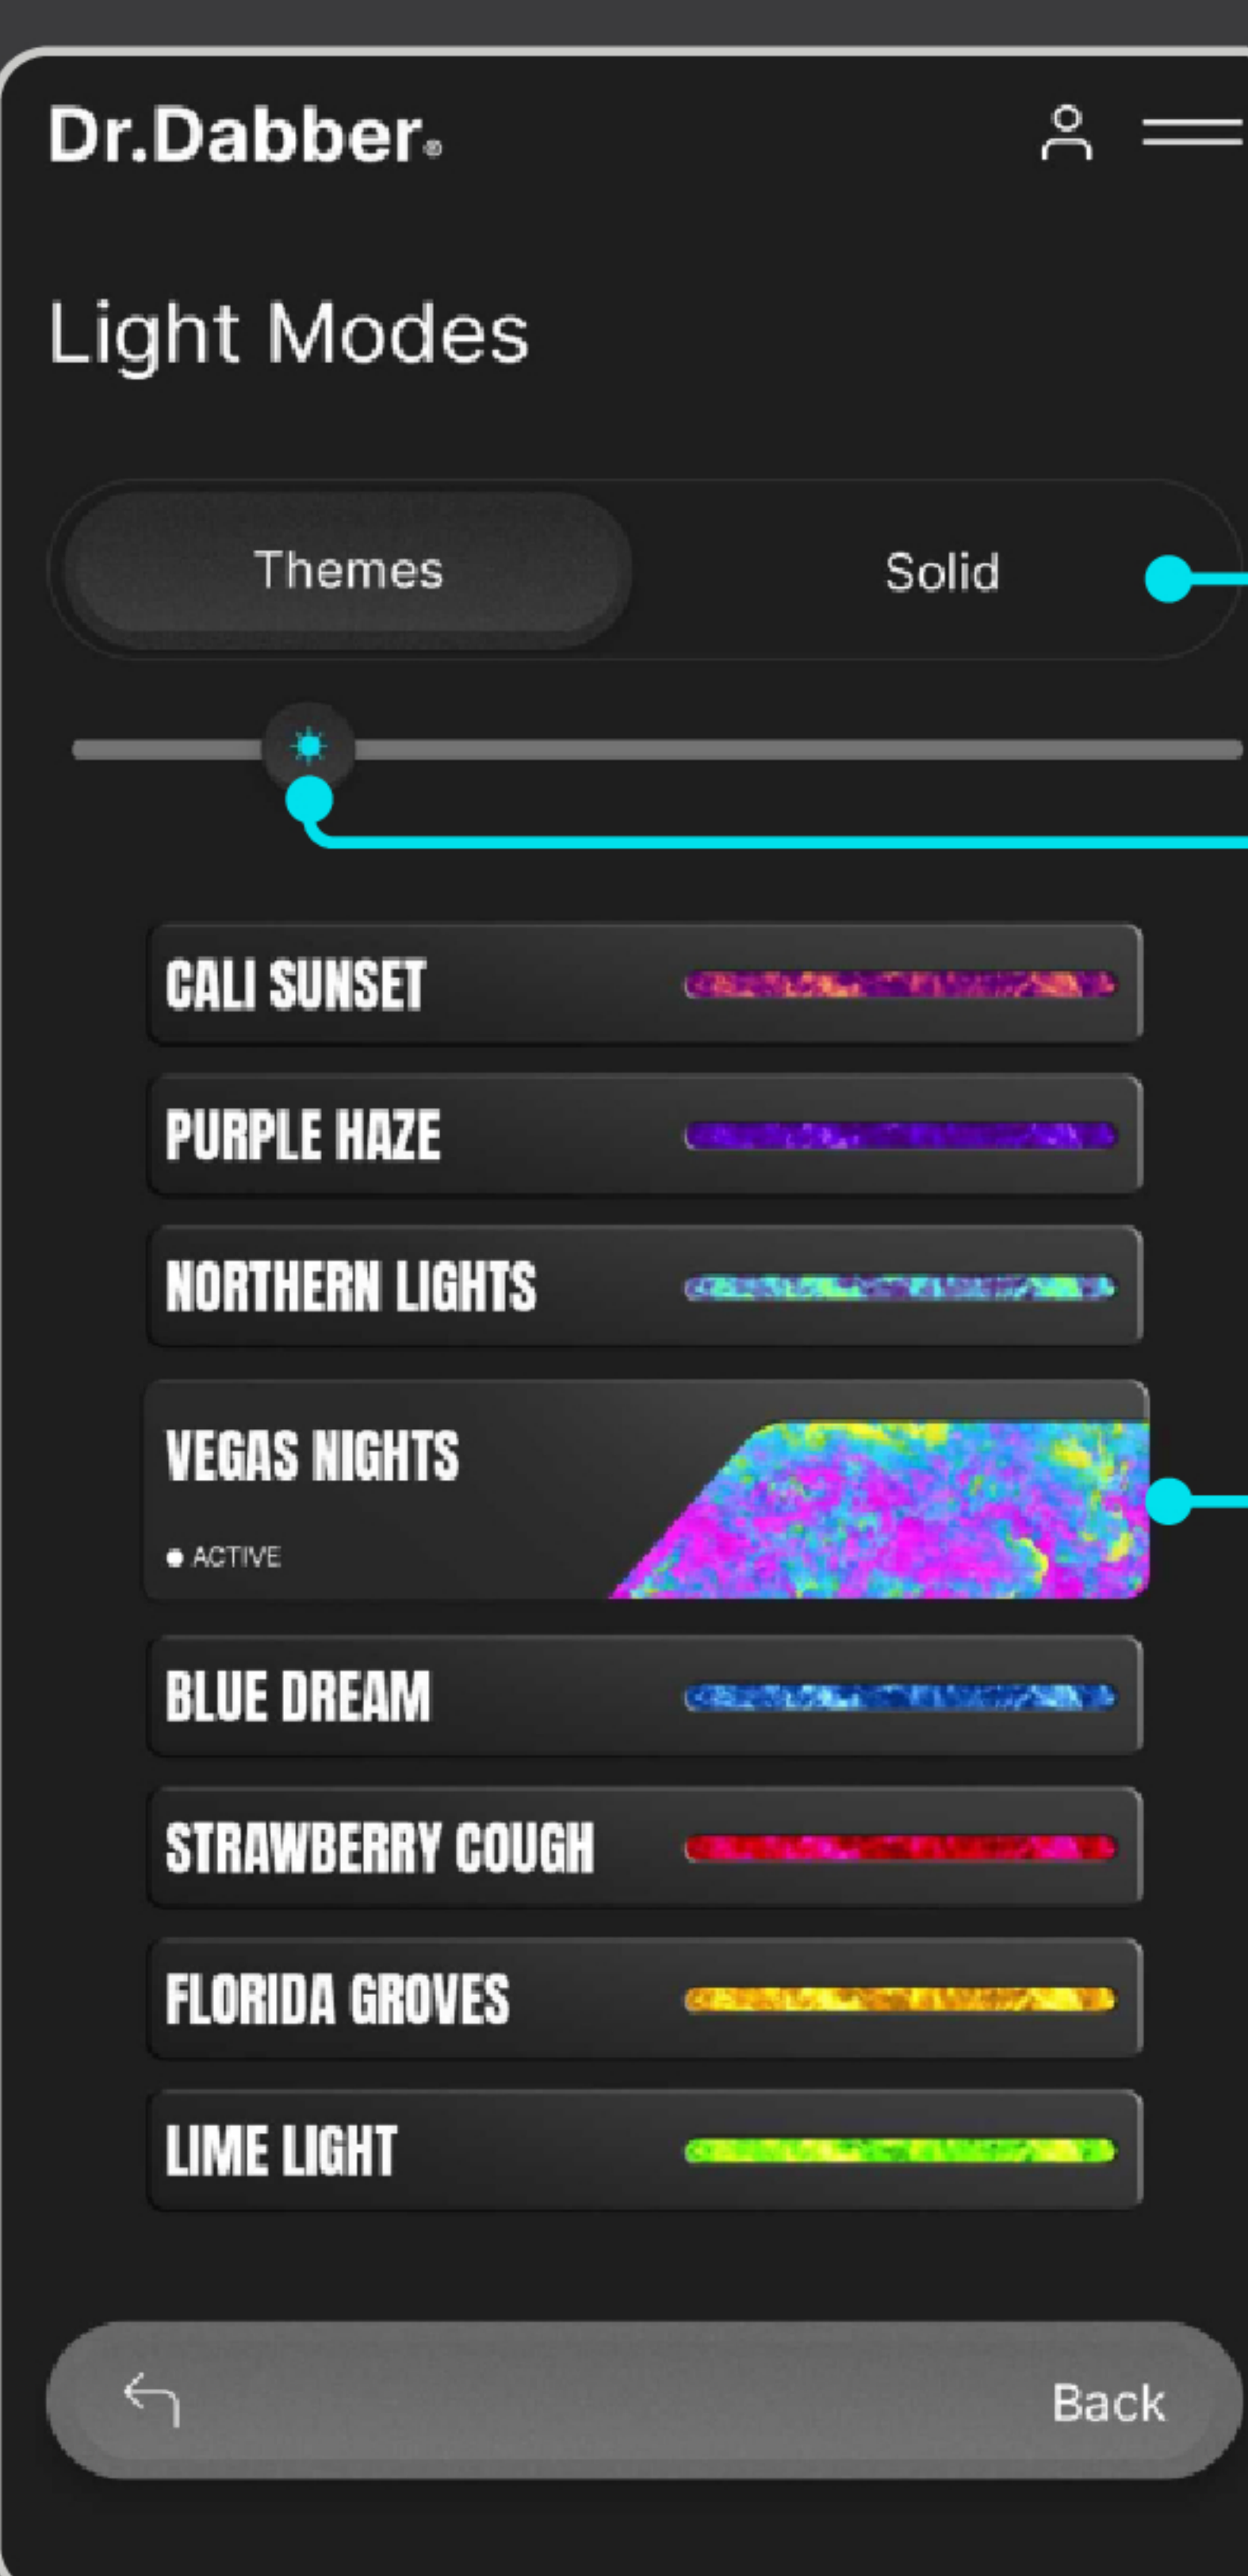 Dr.Dabber®
Light Modes
Themes Solid
CALI SUNSET
PURPLE HAZE
NORTHERN LIGHTS
VEGAS NIGHTS
ACTIVE
BLUE DREAM
STRAWBERRY COUGH
FLORIDA GROVES
LIME LIGHT
Back